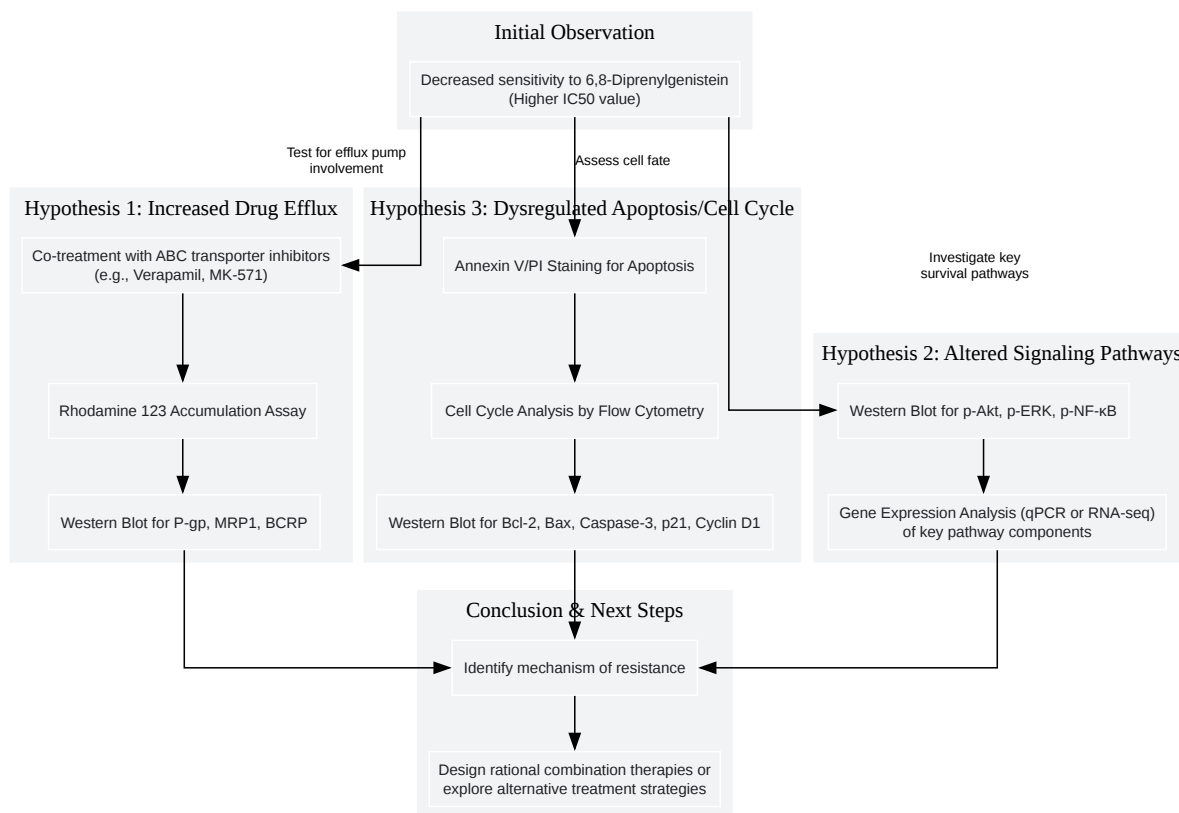 Initial Observation
Decreased sensitivity to 6,8-Diprenylgenistein
(Higher IC50 value)
Test for efflux pump
involvement
Assess cell fate
Hypothesis 1: Increased Drug Efflux
Co-treatment with ABC transporter inhibitors
(e.g., Verapamil, MK-571)
Rhodamine 123 Accumulation Assay
Western Blot for P-gp, MRP1, BCRP
Hypothesis 3: Dysregulated Apoptosis/Cell Cycle
Annexin V/PI Staining for Apoptosis
Cell Cycle Analysis by Flow Cytometry
Western Blot for Bcl-2, Bax, Caspase-3, p21, Cyclin D1
Investigate key
survival pathways
Hypothesis 2: Altered Signaling Pathways
Western Blot for p-Akt, p-ERK, p-NF-κB
Gene Expression Analysis (qPCR or RNA-seq)
of key pathway components
Conclusion & Next Steps
Identify mechanism of resistance
Design rational combination therapies or
explore alternative treatment strategies